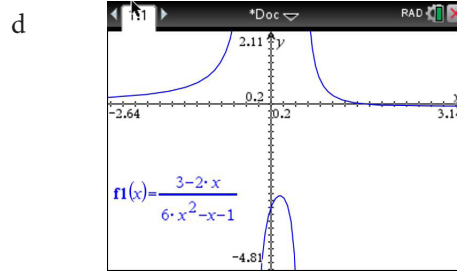 d
1.1 *Doc RAD
2.11 y
0.2 x
-2.64 0.2 3.14
f1(x)=3-2·x/6·x²-x-1
-4.81